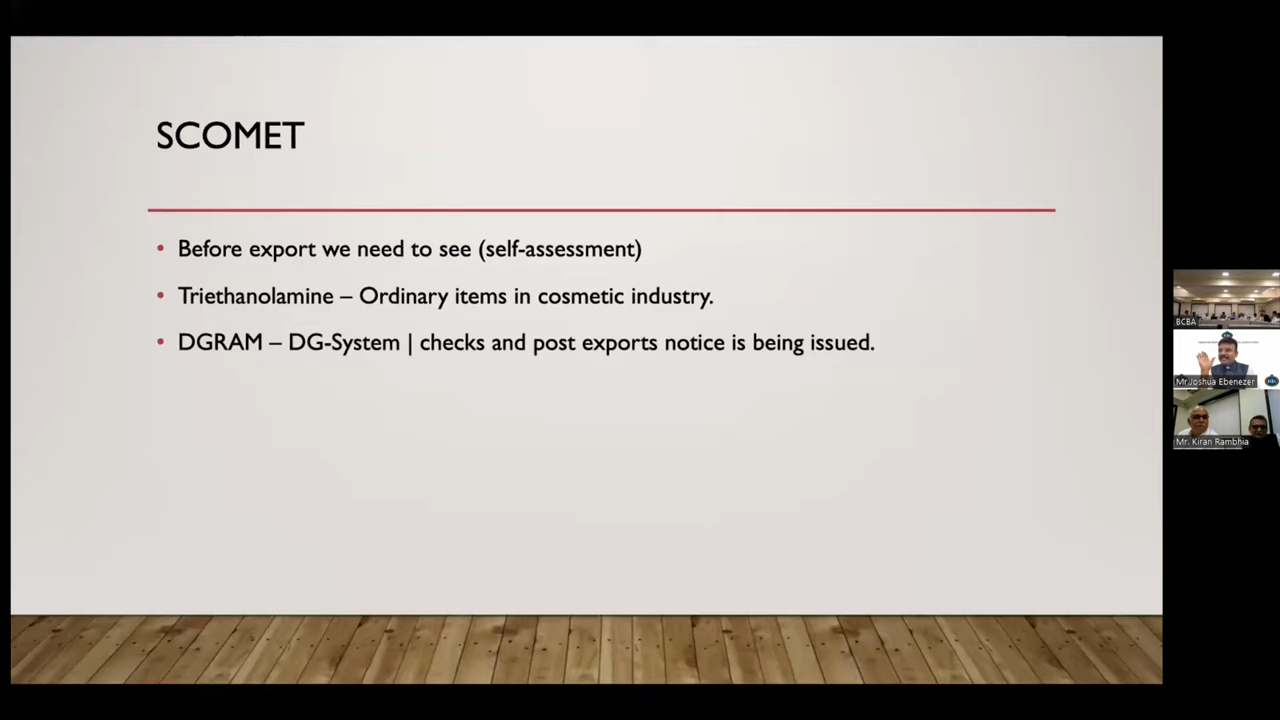 SCOMET
• Before export we need to see (self-assessment)
• Triethanolamine – Ordinary items in cosmetic industry.
• DGRAM – DG-System | checks and post exports notice is being issued.
BCBA
Mr.Joshua Ebenezer
Mr. Kiran Rambhia